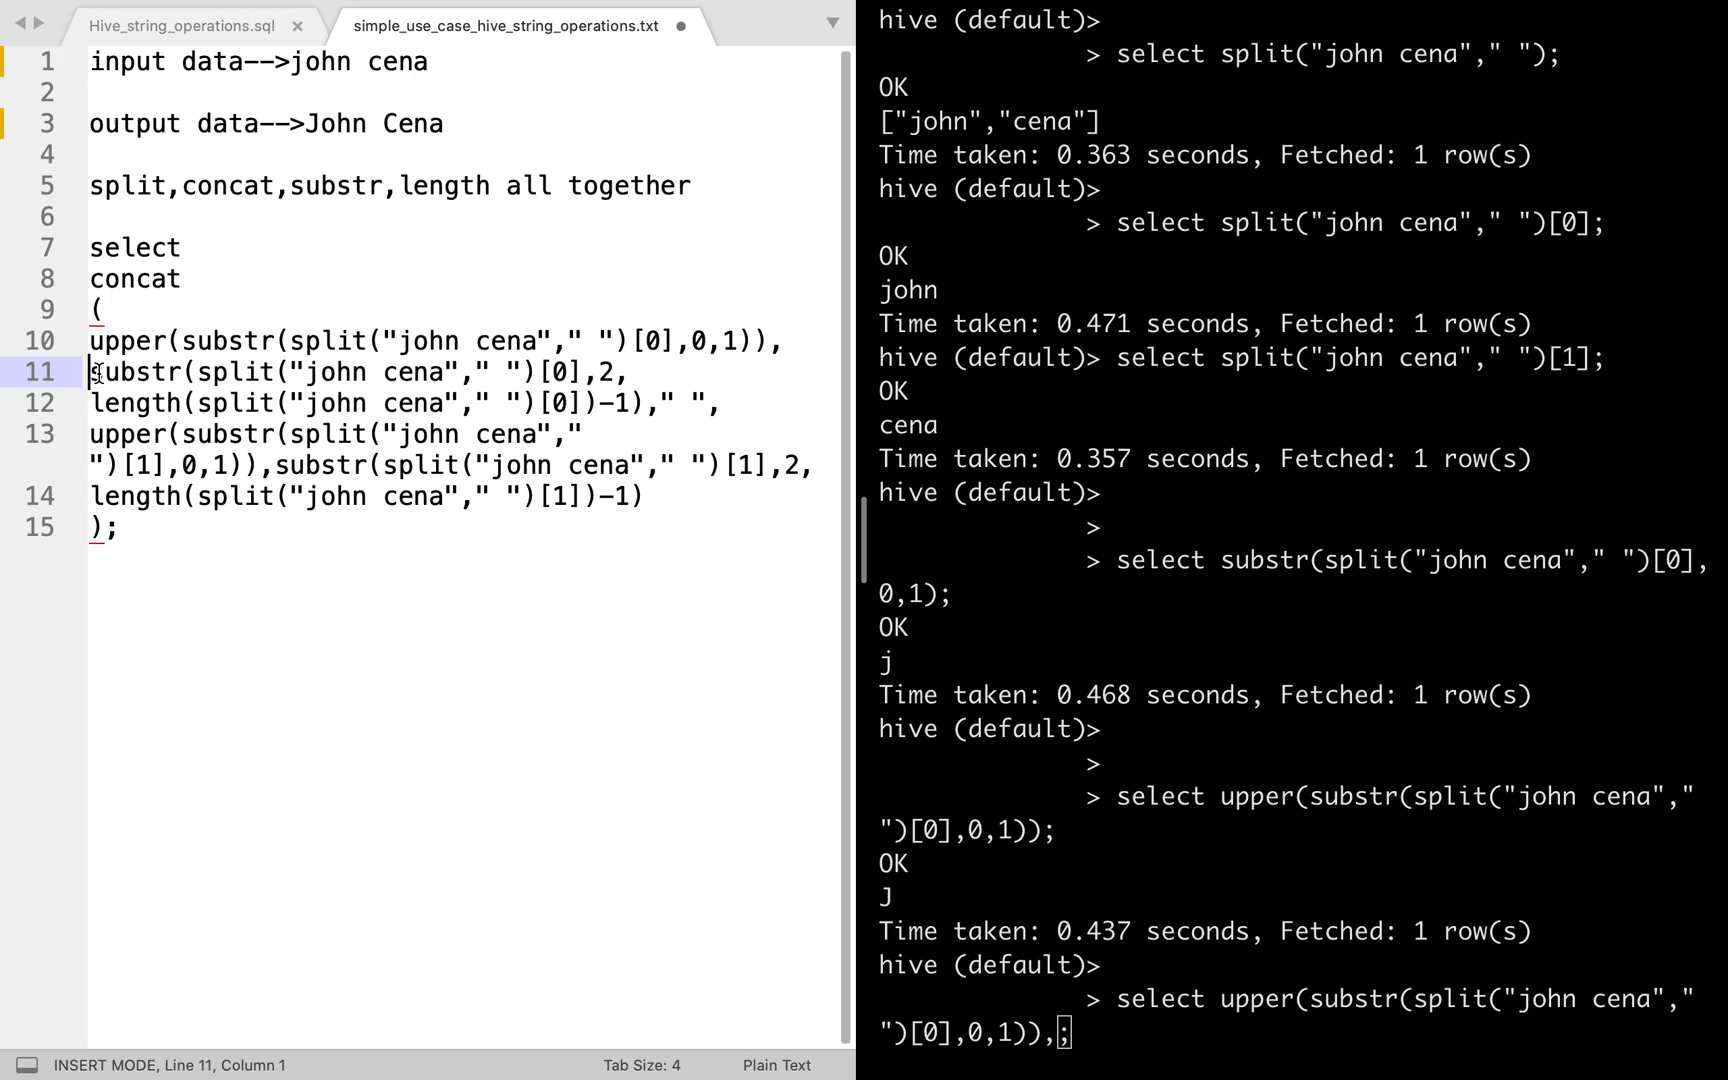 Hive_string_operations.sql ×
simple_use_case_hive_string_operations.txt
1 input data-->john cena
2
3 output data-->John Cena
4
5 split,concat,substr,length all together
6
7 select
8 concat
9 (
10 upper(substr(split("john cena"," ")[0],0,1)),
11 substr(split("john cena"," ")[0],2,
12 length(split("john cena"," ")[0])-1)," ",
13 upper(substr(split("john cena","
")[1],0,1)),substr(split("john cena"," ")[1],2,
14 length(split("john cena"," ")[1])-1)
15 );
INSERT MODE, Line 11, Column 1
Tab Size: 4
Plain Text
hive (default)>
> select split("john cena"," ");
OK
["john","cena"]
Time taken: 0.363 seconds, Fetched: 1 row(s)
hive (default)>
> select split("john cena"," ")[0];
OK
john
Time taken: 0.471 seconds, Fetched: 1 row(s)
hive (default)> select split("john cena"," ")[1];
OK
cena
Time taken: 0.357 seconds, Fetched: 1 row(s)
hive (default)>
>
> select substr(split("john cena"," ")[0],
0,1);
OK
j
Time taken: 0.468 seconds, Fetched: 1 row(s)
hive (default)>
>
> select upper(substr(split("john cena","
")[0],0,1));
OK
J
Time taken: 0.437 seconds, Fetched: 1 row(s)
hive (default)>
> select upper(substr(split("john cena","
")[0],0,1)),;